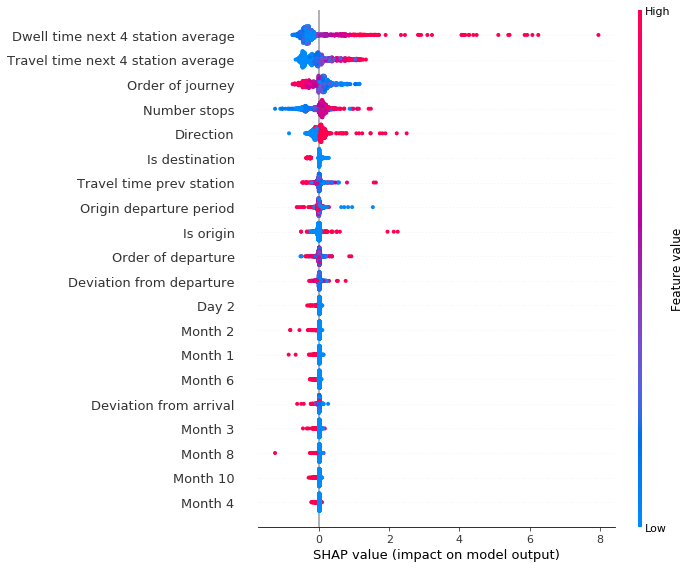 High
Dwell time next 4 station average
Travel time next 4 station average
Order of journey
Number stops
Direction
Is destination
Travel time prev station
Origin departure period
Is origin
Order of departure
Deviation from departure
Day 2
Month 2
Month 1
Month 6
Deviation from arrival
Month 3
Month 8
Month 10
Month 4
Feature value
Low
0 2 4 6 8
SHAP value (impact on model output)